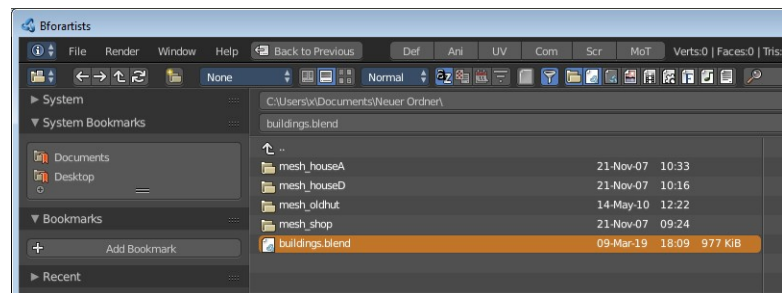 Bforartists
File Render Window Help Back to Previous Def Ani UV Com Scr MoT Verts:0 | Faces:0 | Tris:
None Normal
System
C:\Users\x\Documents\Neuer Ordner\
System Bookmarks
buildings.blend
..
Documents
mesh_houseA 21-Nov-07 10:33
Desktop
mesh_houseD 21-Nov-07 10:16
mesh_oldhut 14-May-10 12:22
Bookmarks
mesh_shop 21-Nov-07 09:24
Add Bookmark
buildings.blend 09-Mar-19 18:09 977 KiB
Recent